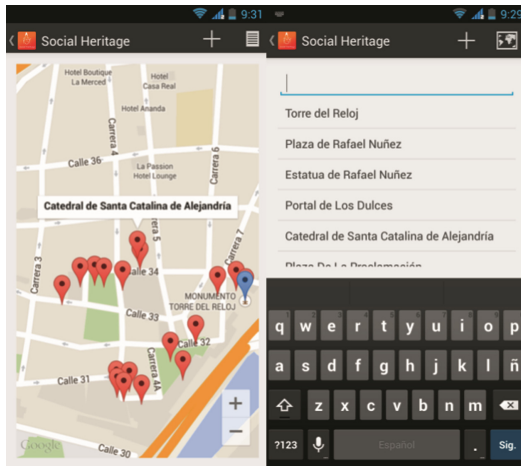 9:31
Social Heritage
Hotel Boutique
La Merced
Hotel
Casa Real
Carrera 4
Hotel Ananda
Carrera 6
Calle 36
La Passion
Hotel Lounge
Catedral de Santa Catalina de Alejandría
Carrera 3
Carrera 7
Calle 34
MONUMENTO
TORRE DEL RELOJ
Calle 33
Calle 32
Calle 31
Carrera 4A
+
−
Google
Calle 30
9:29
Social Heritage
Torre del Reloj
Plaza de Rafael Nuñez
Estatua de Rafael Nuñez
Portal de Los Dulces
Catedral de Santa Catalina de Alejandría
Plaza De La Proclamación
q w e r t y u i o p
a s d f g h j k l ñ
z x c v b n m
?123 Español . Sig.